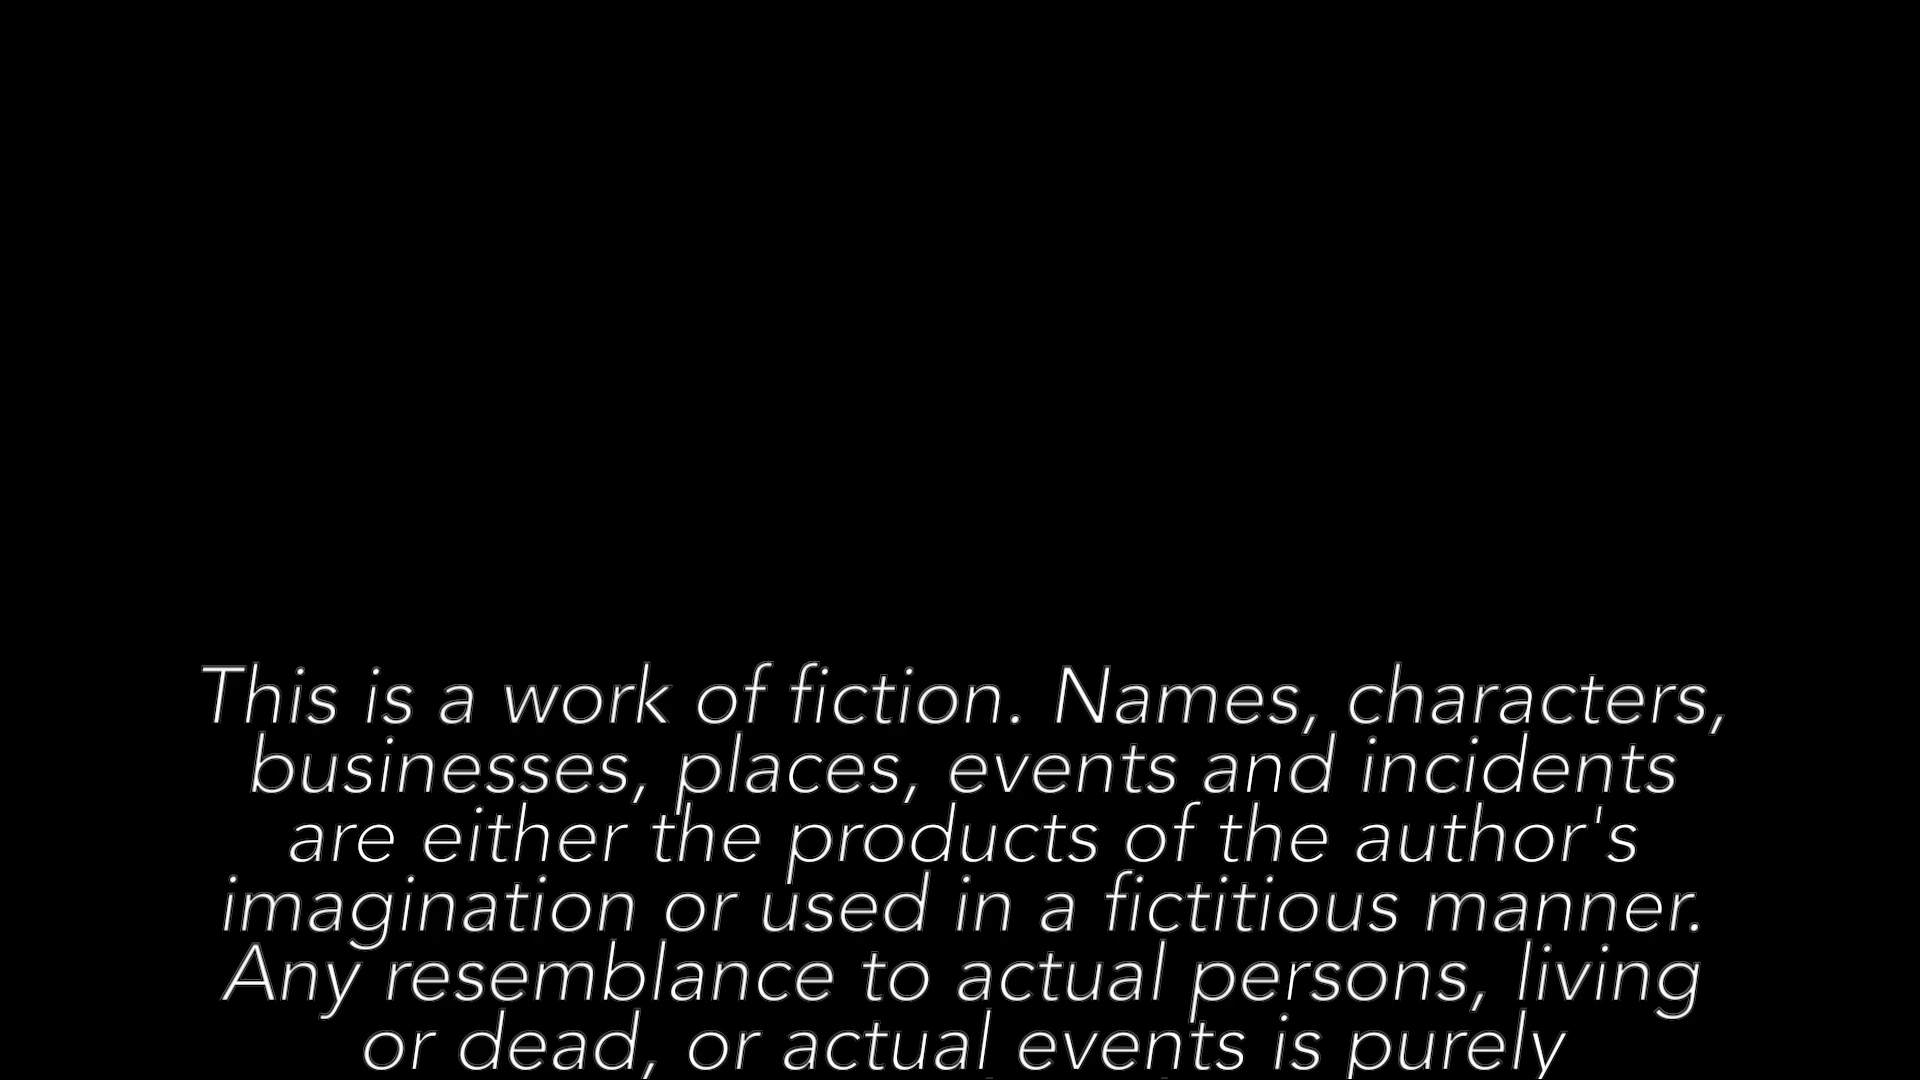 This is a work of fiction. Names, characters,
businesses, places, events and incidents
are either the products of the author's
imagination or used in a fictitious manner.
Any resemblance to actual persons, living
or dead, or actual events is purely